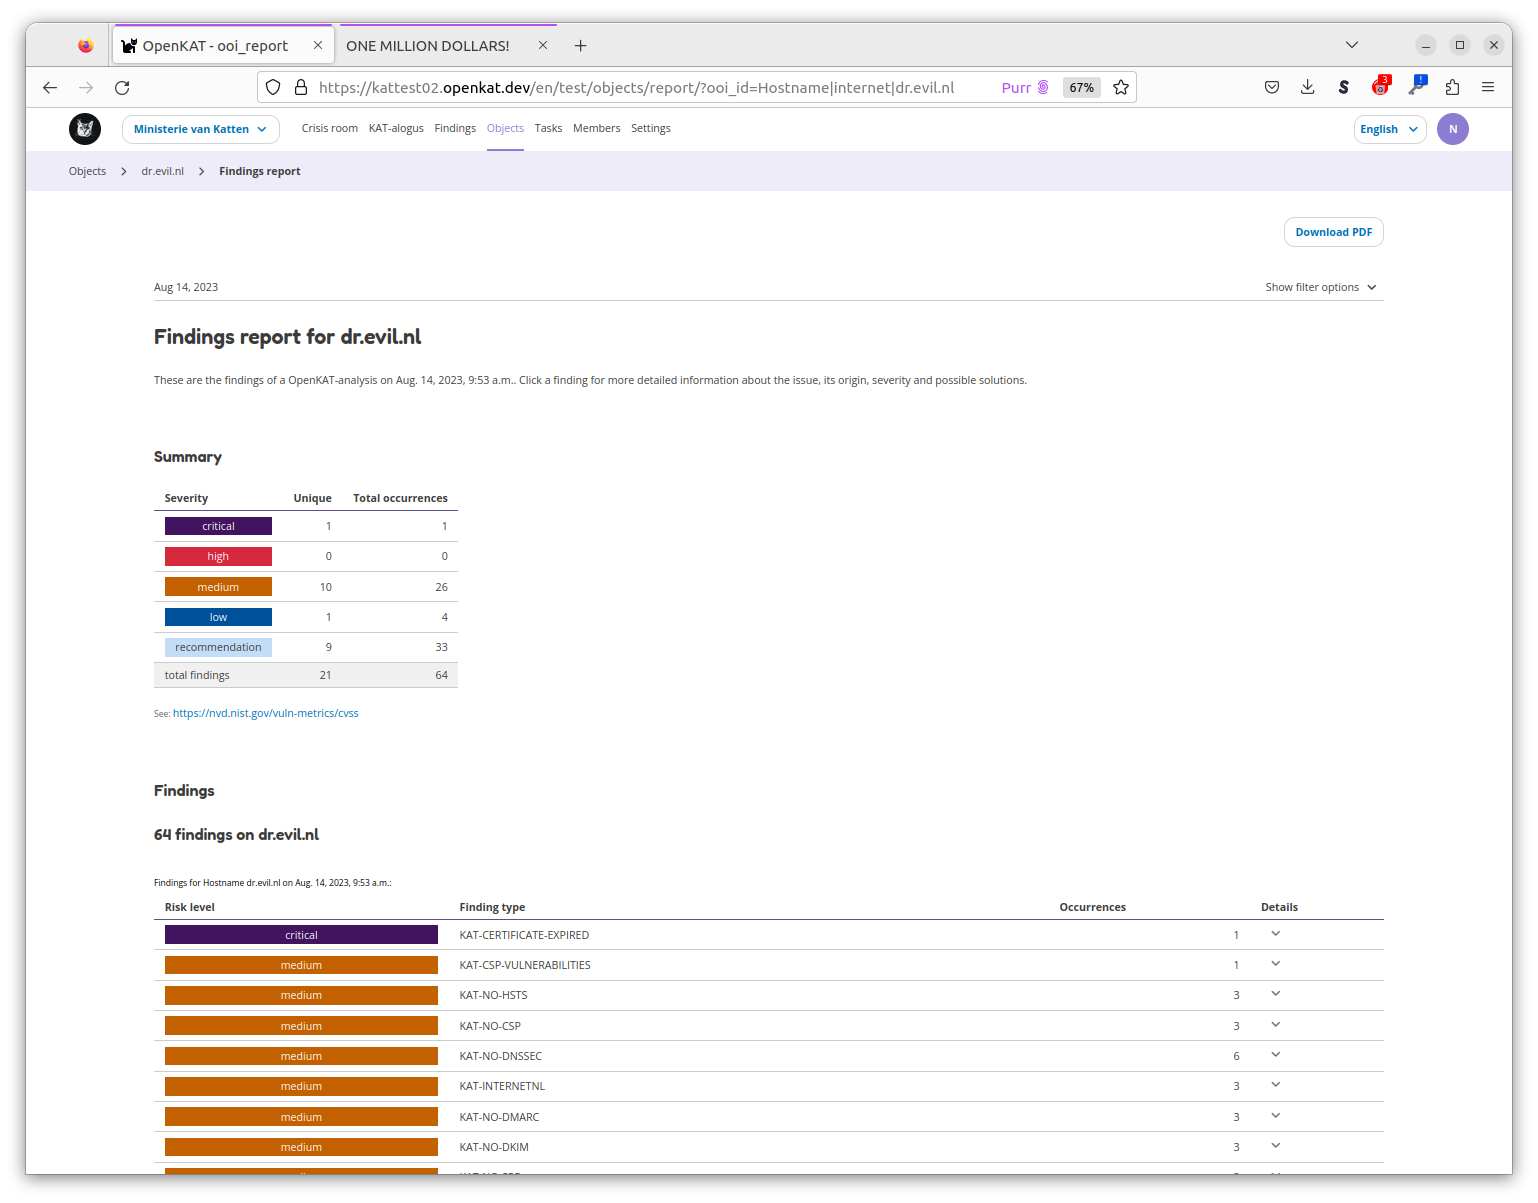 OpenKAT - ooi_report
ONE MILLION DOLLARS!
https://kattest02.openkat.dev/en/test/objects/report/?ooi_id=Hostname|internet|dr.evil.nl
Purr
67%
S
3
!
Ministerie van Katten
Crisis room
KAT-alogus
Findings
Objects
Tasks
Members
Settings
English
N
Objects
dr.evil.nl
Findings report
Download PDF
Aug 14, 2023
Show filter options
Findings report for dr.evil.nl
These are the findings of a OpenKAT-analysis on Aug. 14, 2023, 9:53 a.m.. Click a finding for more detailed information about the issue, its origin, severity and possible solutions.
Summary
Severity Unique Total occurrences
critical 1 1
high 0 0
medium 10 26
low 1 4
recommendation 9 33
total findings 21 64
See: https://nvd.nist.gov/vuln-metrics/cvss
Findings
64 findings on dr.evil.nl
Findings for Hostname dr.evil.nl on Aug. 14, 2023, 9:53 a.m.:
Risk level Finding type Occurrences Details
critical KAT-CERTIFICATE-EXPIRED 1
medium KAT-CSP-VULNERABILITIES 1
medium KAT-NO-HSTS 3
medium KAT-NO-CSP 3
medium KAT-NO-DNSSEC 6
medium KAT-INTERNETNL 3
medium KAT-NO-DMARC 3
medium KAT-NO-DKIM 3